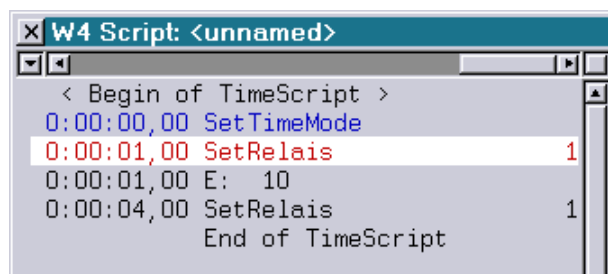 W4 Script: <unnamed>
< Begin of TimeScript >
0:00:00,00 SetTimeMode
0:00:01,00 SetRelais 1
0:00:01,00 E: 10
0:00:04,00 SetRelais 1
End of TimeScript